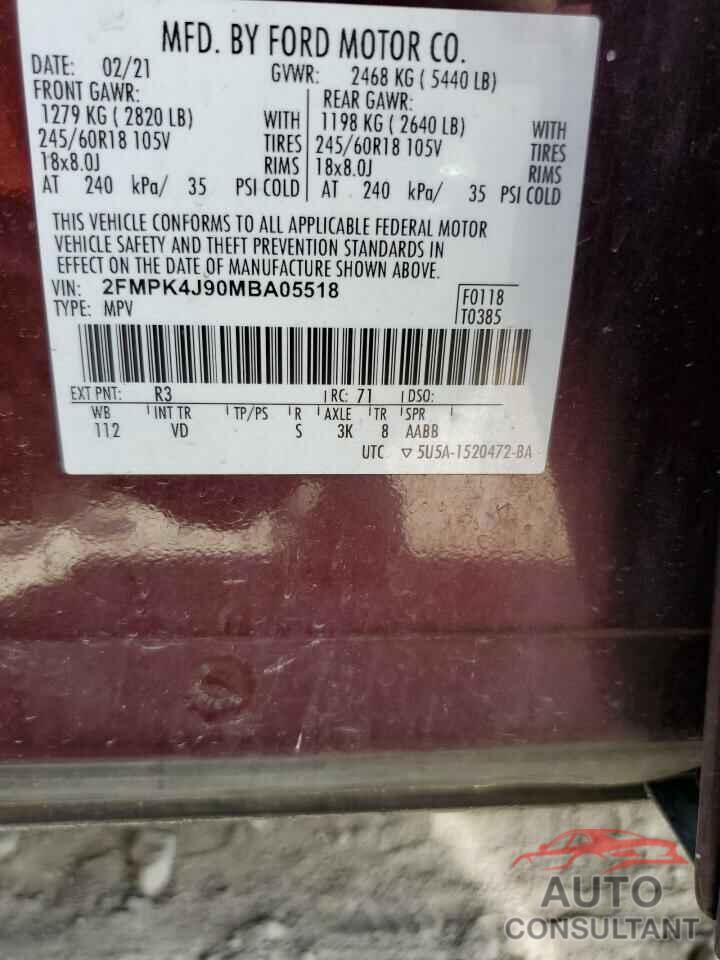 MFD. BY FORD MOTOR CO.
DATE: 02/21 GVWR: 2468 KG ( 5440 LB)
FRONT GAWR: REAR GAWR:
1279 KG ( 2820 LB) WITH 1198 KG ( 2640 LB) WITH
245/60R18 105V TIRES 245/60R18 105V TIRES
18x8.0J RIMS 18x8.0J RIMS
AT 240 kPa/ 35 PSI COLD AT 240 kPa/ 35 PSI COLD
THIS VEHICLE CONFORMS TO ALL APPLICABLE FEDERAL MOTOR
VEHICLE SAFETY AND THEFT PREVENTION STANDARDS IN
EFFECT ON THE DATE OF MANUFACTURE SHOWN ABOVE.
VIN: 2FMPK4J90MBA05518 F0118
TYPE: MPV T0385
EXT PNT: R3 RC: 71 DSO:
WB INT TR TP/PS R AXLE TR SPR
112 VD S 3K 8 AABB
UTC ▽ 5U5A-1520472-BA
AUTO
CONSULTANT